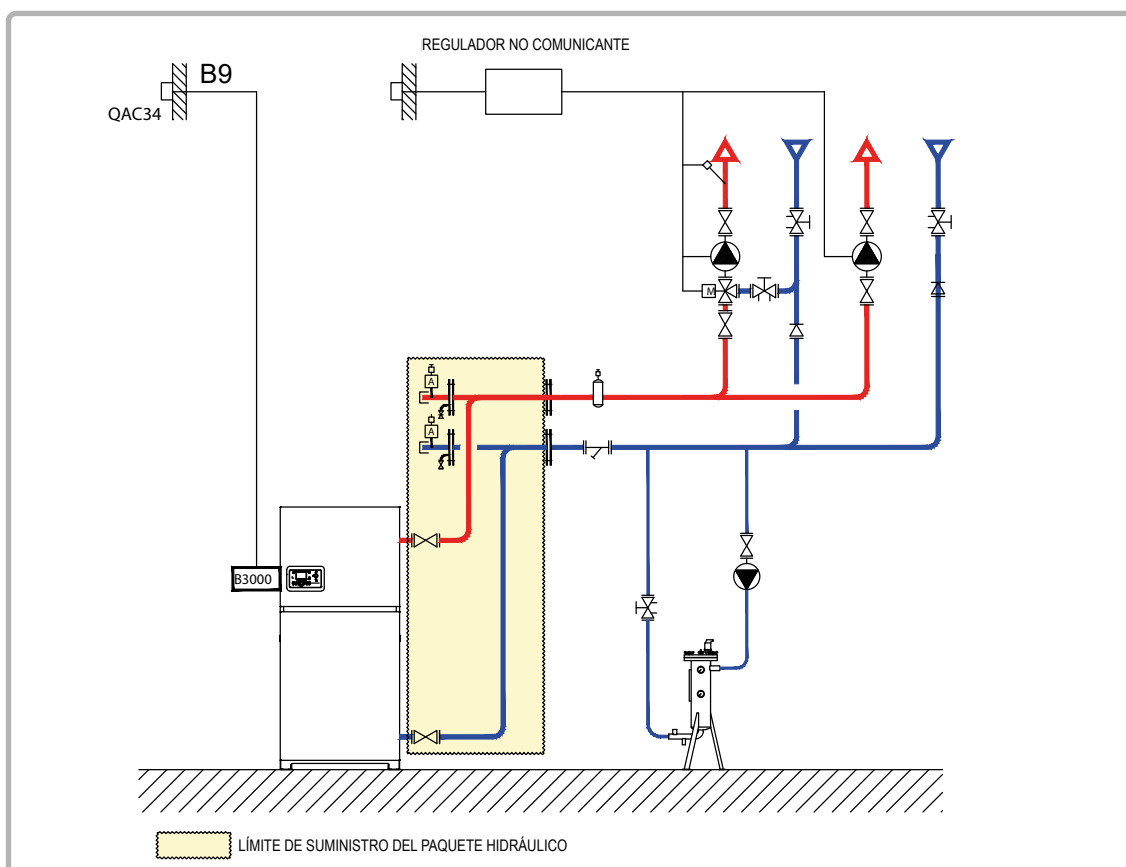 REGULADOR NO COMUNICANTE
B9
QAC34
M
A
A
B3000
LÍMITE DE SUMINISTRO DEL PAQUETE HIDRÁULICO